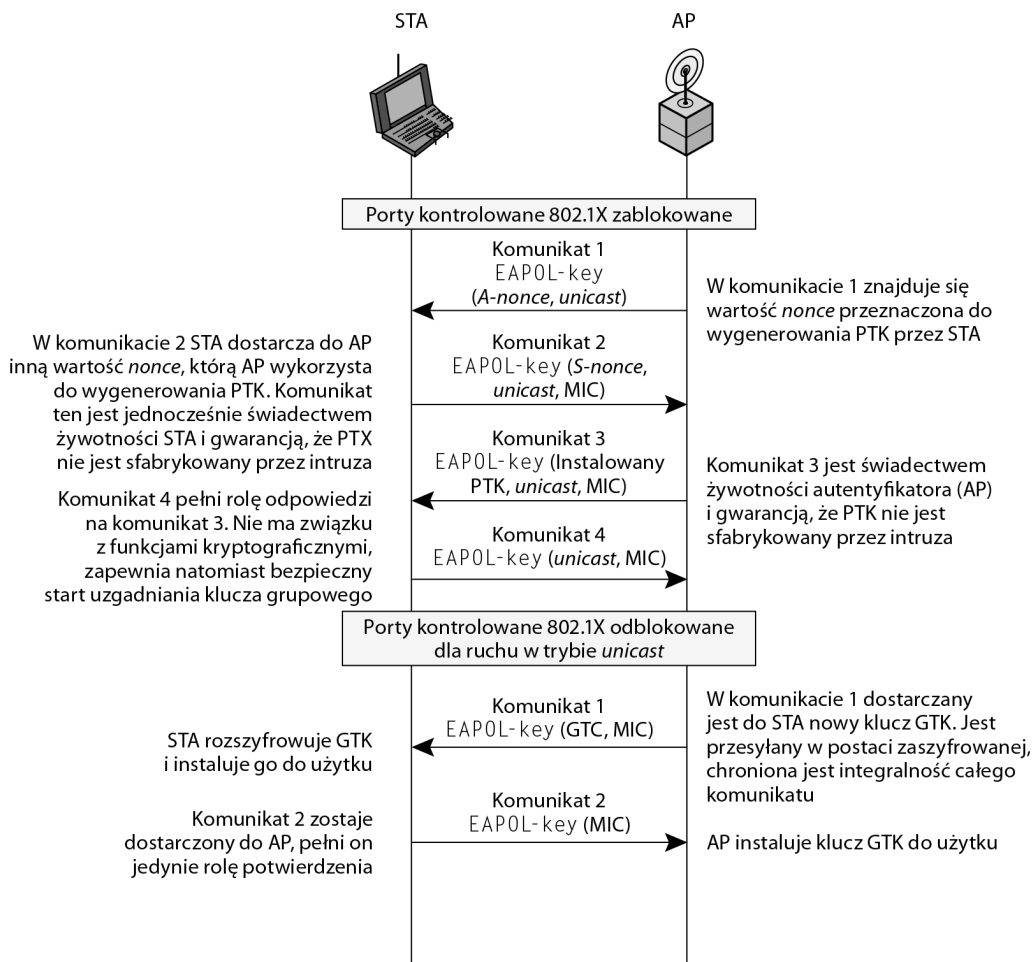 STA
AP
Porty kontrolowane 802.1X zablokowane
Komunikat 1
EAPOL-key
(A-nonce, unicast)
W komunikacie 1 znajduje się
wartość nonce przeznaczona do
wygenerowania PTK przez STA
W komunikacie 2 STA dostarcza do AP
inną wartość nonce, którą AP wykorzysta
do wygenerowania PTK. Komunikat
ten jest jednocześnie świadectwem
żywotności STA i gwarancją, że PTX
nie jest sfabrykowany przez intruza
Komunikat 2
EAPOL-key (S-nonce,
unicast, MIC)
Komunikat 3
EAPOL-key (Instalowany
PTK, unicast, MIC)
Komunikat 3 jest świadectwem
żywotności autentyfikatora (AP)
i gwarancją, że PTK nie jest
sfabrykowany przez intruza
Komunikat 4 pełni rolę odpowiedzi
na komunikat 3. Nie ma związku
z funkcjami kryptograficznymi,
zapewnia natomiast bezpieczny
start uzgadniania klucza grupowego
Komunikat 4
EAPOL-key (unicast, MIC)
Porty kontrolowane 802.1X odblokowane
dla ruchu w trybie unicast
Komunikat 1
EAPOL-key (GTC, MIC)
W komunikacie 1 dostarczany
jest do STA nowy klucz GTK. Jest
przesyłany w postaci zaszyfrowanej,
chroniona jest integralność całego
komunikatu
STA rozszyfrowuje GTK
i instaluje go do użytku
Komunikat 2
EAPOL-key (MIC)
Komunikat 2 zostaje
dostarczony do AP, pełni on
jedynie rolę potwierdzenia
AP instaluje klucz GTK do użytku